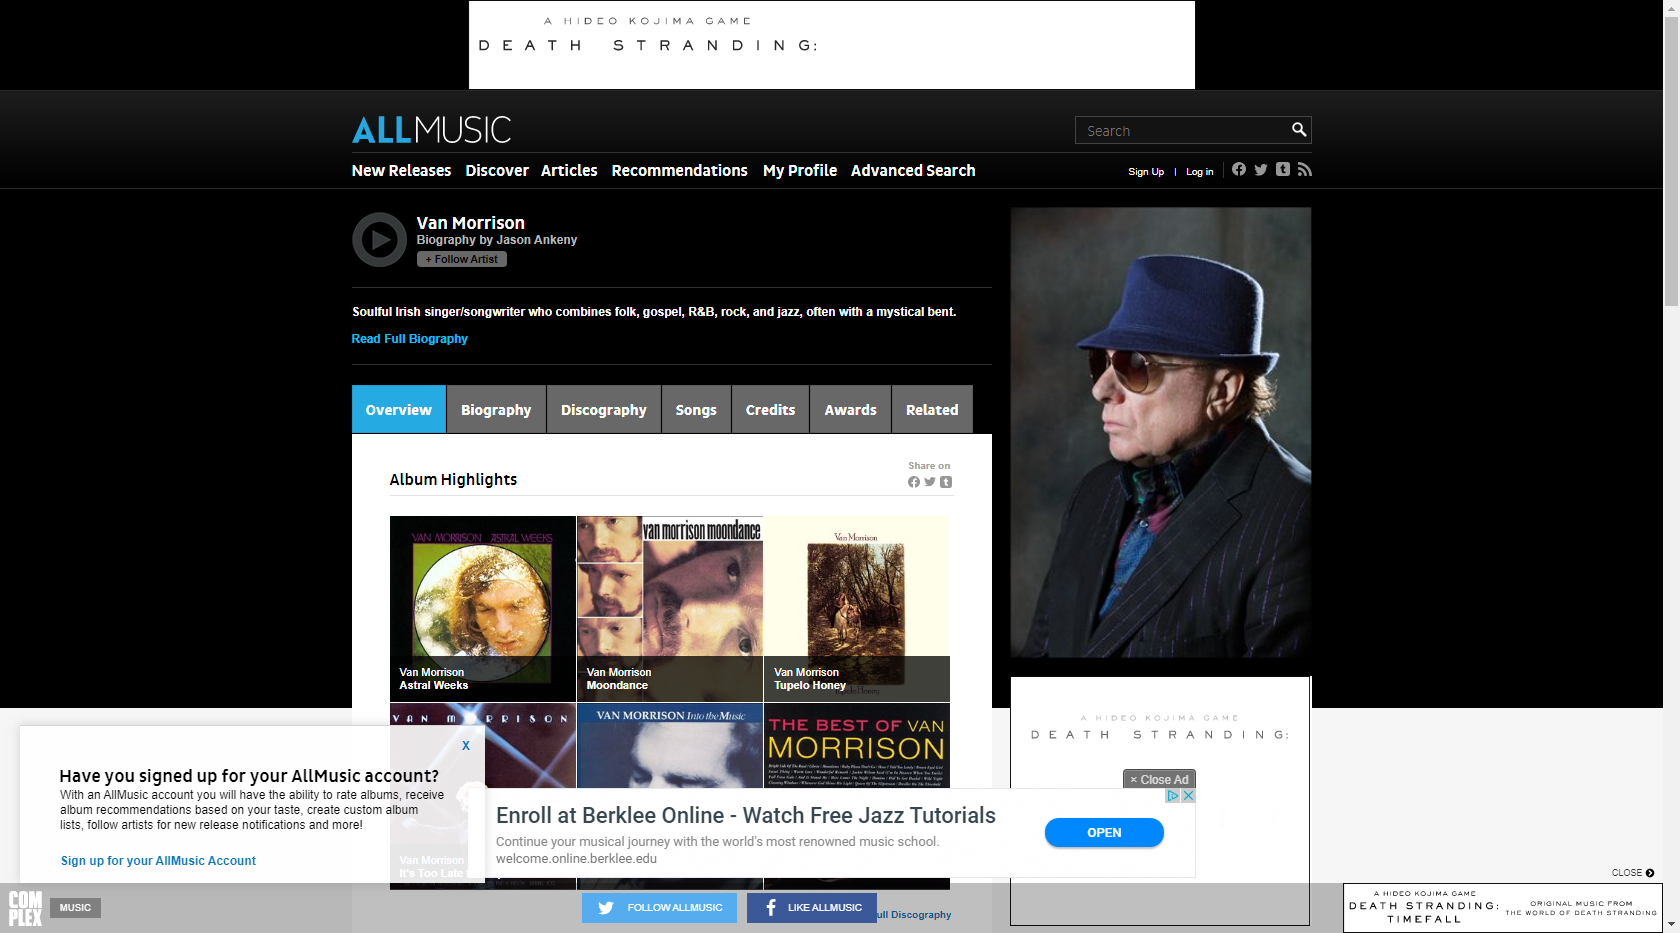 A HIDEO KOJIMA GAME
DEATH STRANDING:
ALLMUSIC
Search
New Releases
Discover
Articles
Recommendations
My Profile
Advanced Search
Sign Up | Log in
Van Morrison
Biography by Jason Ankeny
+ Follow Artist
Soulful Irish singer/songwriter who combines folk, gospel, R&B, rock, and jazz, often with a mystical bent.
Read Full Biography
Overview
Biography
Discography
Songs
Credits
Awards
Related
Album Highlights
Share on
VAN MORRISON ASTRAL WEEKS
Van Morrison
Astral Weeks
van morrison moondance
Van Morrison
Moondance
Van Morrison
Tupelo Honey
Van Morrison
Tupelo Honey
VAN MORRISON
Van Morrison
It's Too Late
VAN MORRISON Into the Music
THE BEST OF VAN
MORRISON
A HIDEO KOJIMA GAME
DEATH STRANDING:
× Close Ad
X
Have you signed up for your AllMusic account?
With an AllMusic account you will have the ability to rate albums, receive
album recommendations based on your taste, create custom album
lists, follow artists for new release notifications and more!
Sign up for your AllMusic Account
Enroll at Berklee Online - Watch Free Jazz Tutorials
Continue your musical journey with the world's most renowned music school.
welcome.online.berklee.edu
OPEN
COM
PLEX
MUSIC
FOLLOW ALLMUSIC
LIKE ALLMUSIC
ull Discography
CLOSE
A HIDEO KOJIMA GAME
DEATH STRANDING:
TIMEFALL
ORIGINAL MUSIC FROM
THE WORLD OF DEATH STRANDING